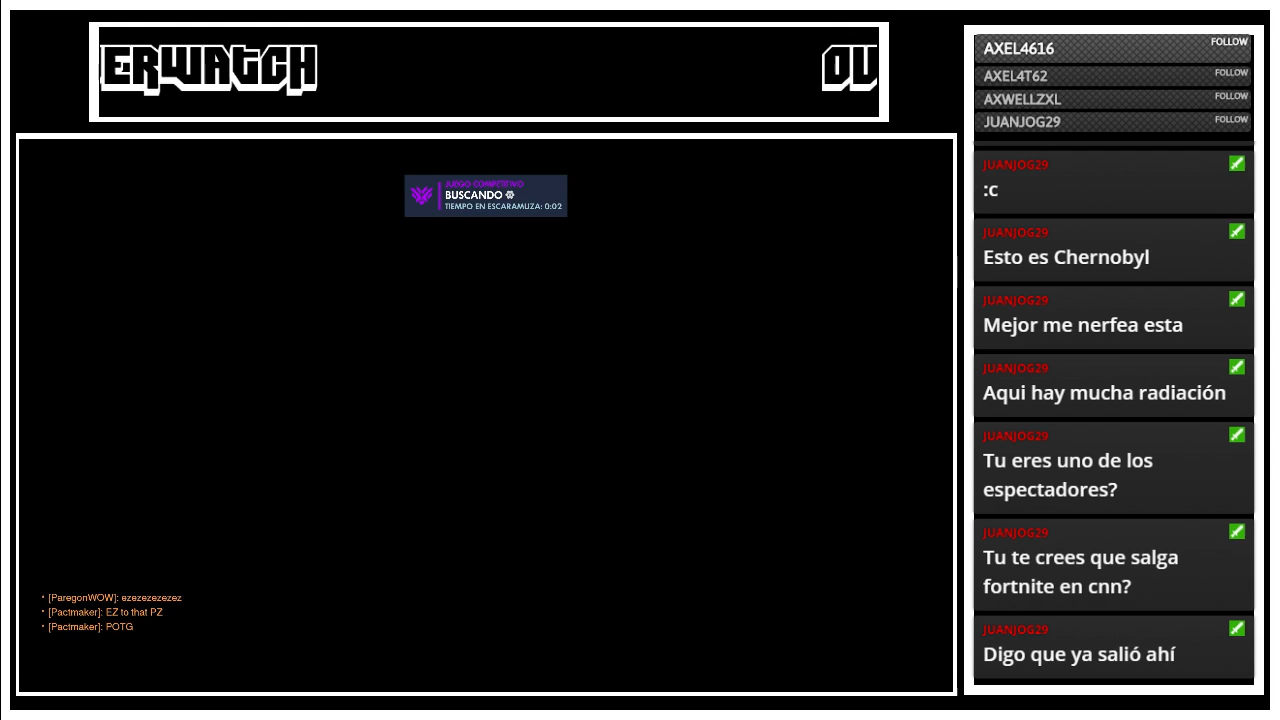 ERWATCH
OV
JUEGO COMPETITIVO
BUSCANDO
TIEMPO EN ESCARAMUZA: 0:02
• [ParegonWOW]: ezezezezezez
• [Pactmaker]: EZ to that PZ
• [Pactmaker]: POTG
AXEL4616 FOLLOW
AXEL4T62 FOLLOW
AXWELLZXL FOLLOW
JUANJOG29 FOLLOW
JUANJOG29
:c
JUANJOG29
Esto es Chernobyl
JUANJOG29
Mejor me nerfea esta
JUANJOG29
Aqui hay mucha radiación
JUANJOG29
Tu eres uno de los
espectadores?
JUANJOG29
Tu te crees que salga
fortnite en cnn?
JUANJOG29
Digo que ya salió ahí